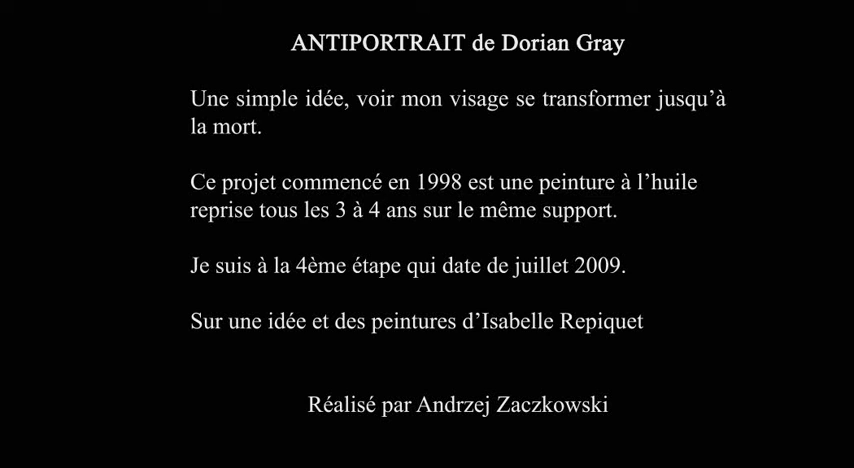 ANTIPORTRAIT de Dorian Gray
Une simple idée, voir mon visage se transformer jusqu’à
la mort.
Ce projet commencé en 1998 est une peinture à l’huile
reprise tous les 3 à 4 ans sur le même support.
Je suis à la 4ème étape qui date de juillet 2009.
Sur une idée et des peintures d’Isabelle Repiquet
Réalisé par Andrzej Zaczkowski